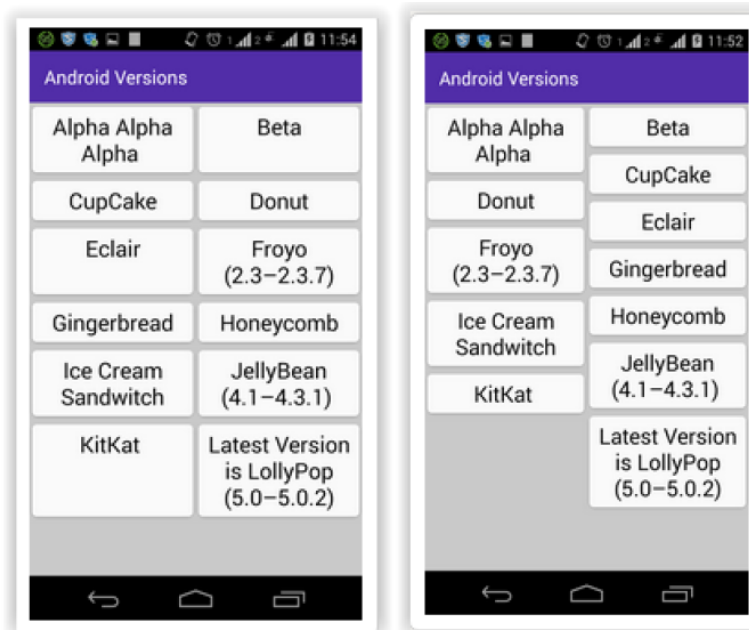 1 2 11:54
Android Versions
Alpha Alpha
Alpha
Beta
CupCake
Donut
Eclair
Froyo
(2.3–2.3.7)
Gingerbread
Honeycomb
Ice Cream
Sandwitch
JellyBean
(4.1–4.3.1)
KitKat
Latest Version
is LollyPop
(5.0–5.0.2)
1 2 11:52
Android Versions
Alpha Alpha
Alpha
Beta
CupCake
Donut
Eclair
Froyo
(2.3–2.3.7)
Gingerbread
Honeycomb
Ice Cream
Sandwitch
JellyBean
(4.1–4.3.1)
KitKat
Latest Version
is LollyPop
(5.0–5.0.2)